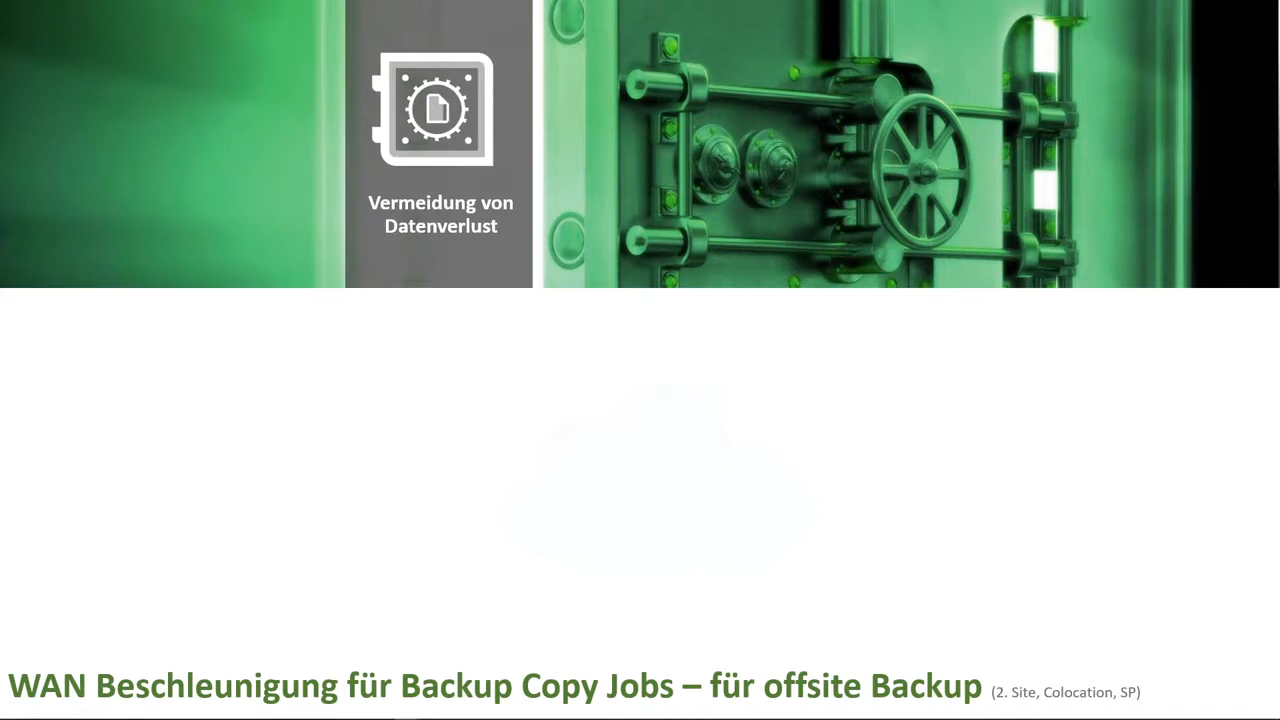 Vermeidung von
Datenverlust
WAN Beschleunigung für Backup Copy Jobs – für offsite Backup (2. Site, Colocation, SP)